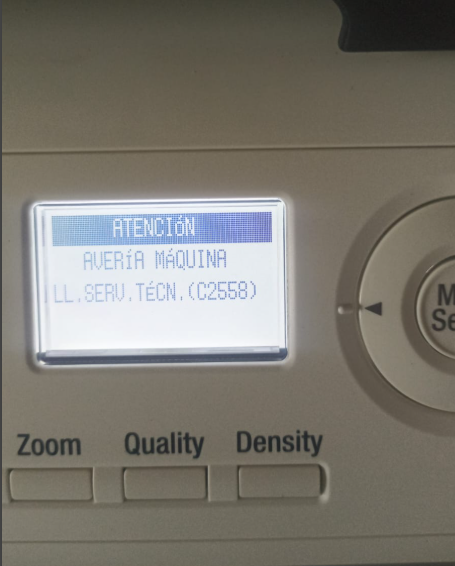 ATENCIÓN
AVERÍA MÁQUINA
LL.SERV.TÉCN.(C2558)
Zoom Quality Density